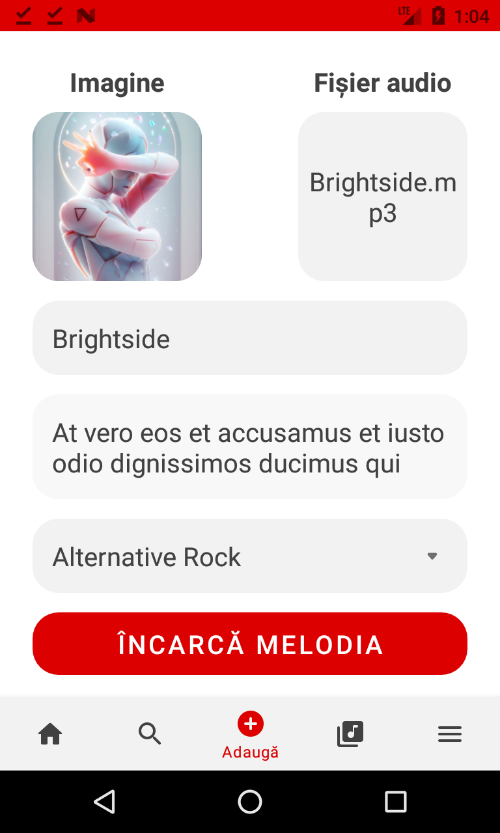 LTE 1:04
Imagine Fișier audio
Brightside.m
p3
Brightside
At vero eos et accusamus et iusto
odio dignissimos ducimus qui
Alternative Rock
ÎNCARCĂ MELODIA
Adaugă